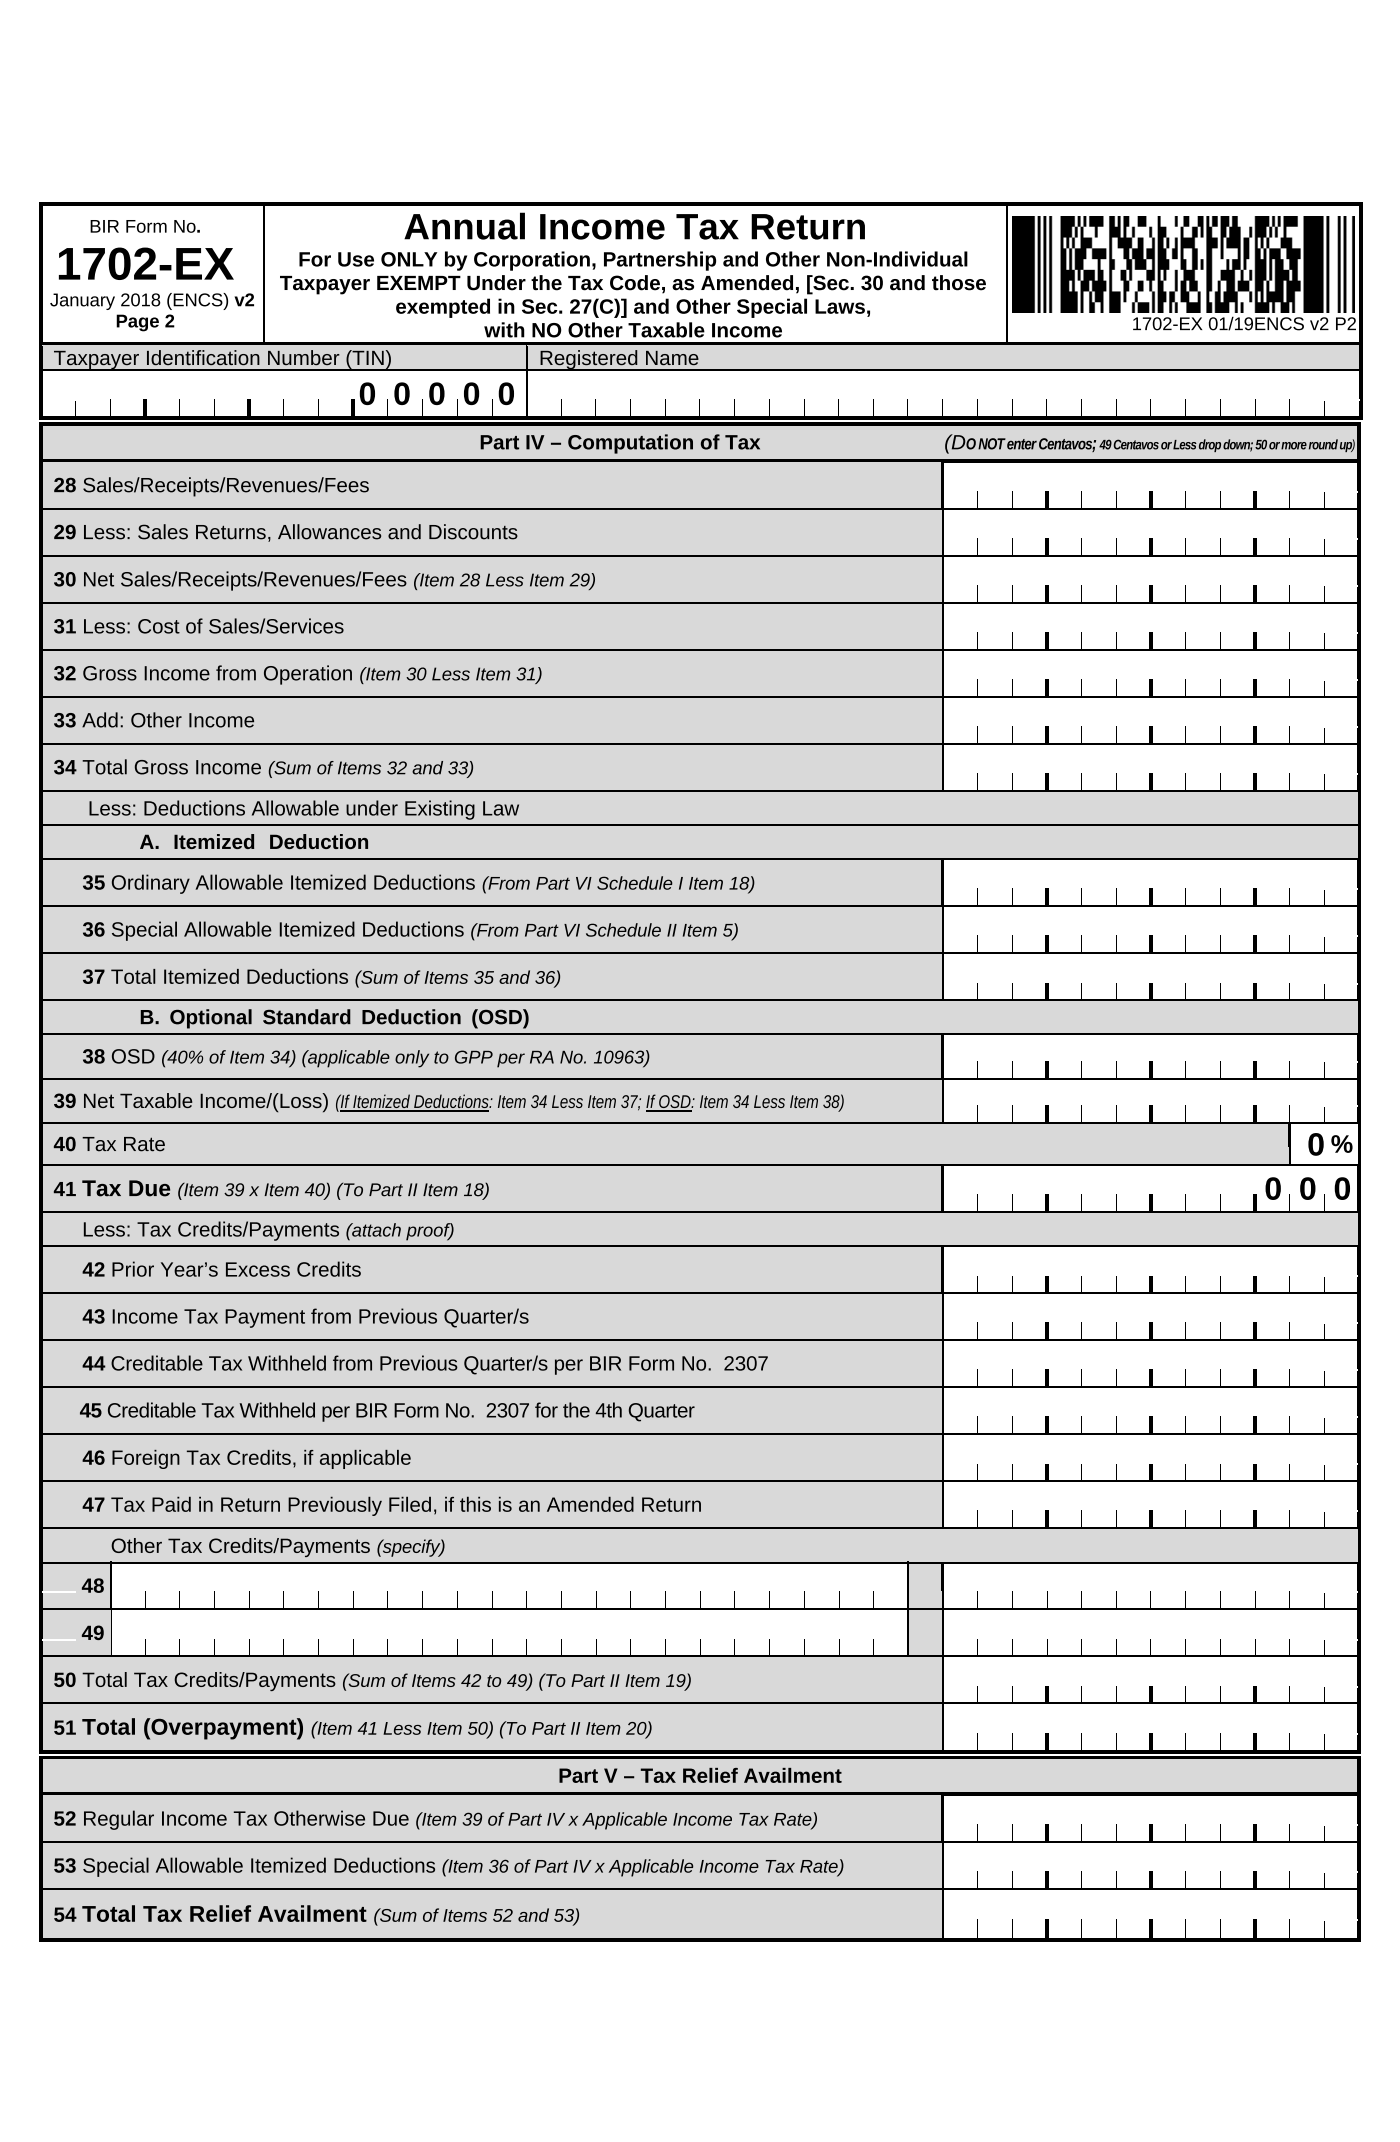 BIR Form No.
1702-EX
January 2018 (ENCS) v2
Page 2
Annual Income Tax Return
For Use ONLY by Corporation, Partnership and Other Non-Individual
Taxpayer EXEMPT Under the Tax Code, as Amended, [Sec. 30 and those
exempted in Sec. 27(C)] and Other Special Laws,
with NO Other Taxable Income
1702-EX 01/19ENCS v2 P2
Taxpayer Identification Number (TIN)
Registered Name
0 0 0 0 0
Part IV – Computation of Tax (DO NOT enter Centavos; 49 Centavos or Less drop down; 50 or more round up)
28 Sales/Receipts/Revenues/Fees
29 Less: Sales Returns, Allowances and Discounts
30 Net Sales/Receipts/Revenues/Fees (Item 28 Less Item 29)
31 Less: Cost of Sales/Services
32 Gross Income from Operation (Item 30 Less Item 31)
33 Add: Other Income
34 Total Gross Income (Sum of Items 32 and 33)
Less: Deductions Allowable under Existing Law
A. Itemized Deduction
35 Ordinary Allowable Itemized Deductions (From Part VI Schedule I Item 18)
36 Special Allowable Itemized Deductions (From Part VI Schedule II Item 5)
37 Total Itemized Deductions (Sum of Items 35 and 36)
B. Optional Standard Deduction (OSD)
38 OSD (40% of Item 34) (applicable only to GPP per RA No. 10963)
39 Net Taxable Income/(Loss) (If Itemized Deductions: Item 34 Less Item 37; If OSD: Item 34 Less Item 38)
40 Tax Rate 0 %
41 Tax Due (Item 39 x Item 40) (To Part II Item 18) 0 0 0
Less: Tax Credits/Payments (attach proof)
42 Prior Year’s Excess Credits
43 Income Tax Payment from Previous Quarter/s
44 Creditable Tax Withheld from Previous Quarter/s per BIR Form No. 2307
45 Creditable Tax Withheld per BIR Form No. 2307 for the 4th Quarter
46 Foreign Tax Credits, if applicable
47 Tax Paid in Return Previously Filed, if this is an Amended Return
Other Tax Credits/Payments (specify)
48
49
50 Total Tax Credits/Payments (Sum of Items 42 to 49) (To Part II Item 19)
51 Total (Overpayment) (Item 41 Less Item 50) (To Part II Item 20)
Part V – Tax Relief Availment
52 Regular Income Tax Otherwise Due (Item 39 of Part IV x Applicable Income Tax Rate)
53 Special Allowable Itemized Deductions (Item 36 of Part IV x Applicable Income Tax Rate)
54 Total Tax Relief Availment (Sum of Items 52 and 53)